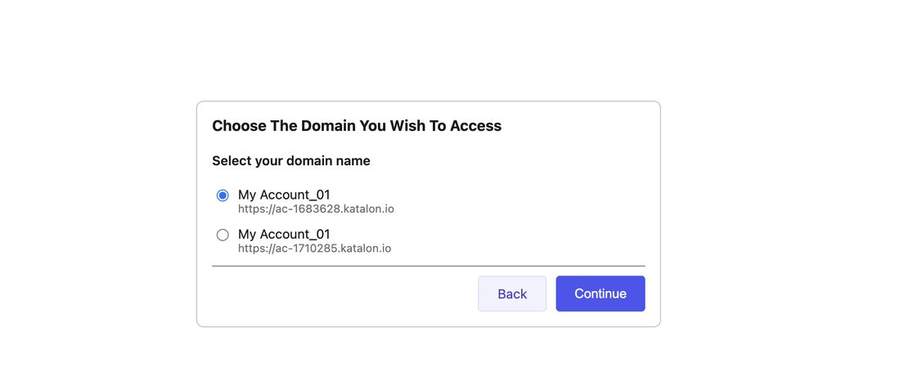 Choose The Domain You Wish To Access
Select your domain name
My Account_01
https://ac-1683628.katalon.io
My Account_01
https://ac-1710285.katalon.io
Back
Continue